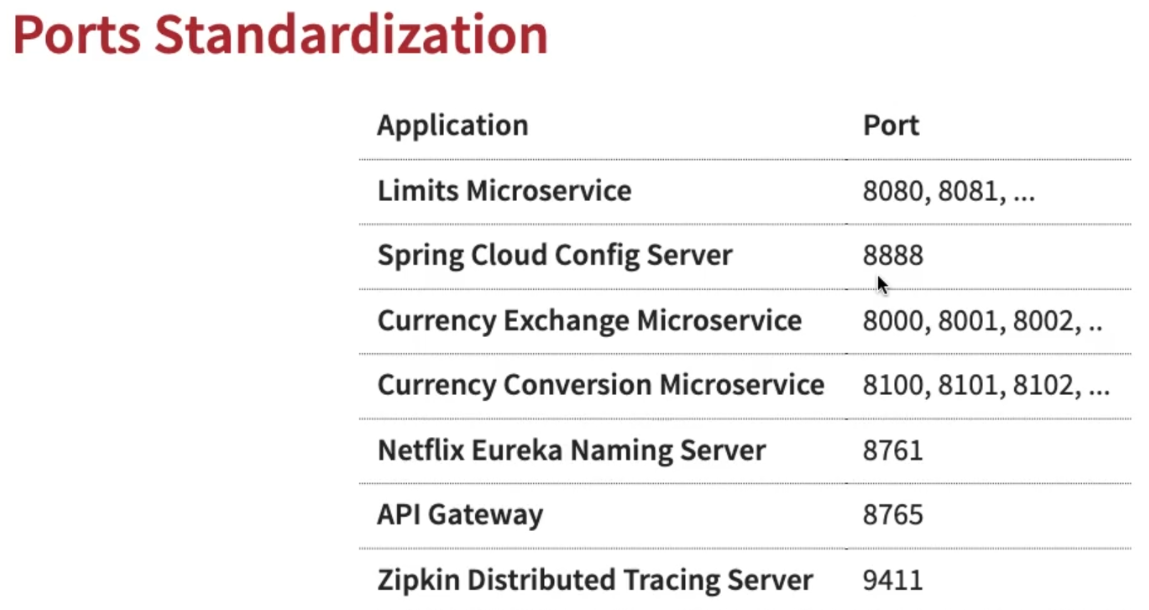 Ports Standardization
Application Port
Limits Microservice 8080, 8081, ...
Spring Cloud Config Server 8888
Currency Exchange Microservice 8000, 8001, 8002, ..
Currency Conversion Microservice 8100, 8101, 8102, ...
Netflix Eureka Naming Server 8761
API Gateway 8765
Zipkin Distributed Tracing Server 9411